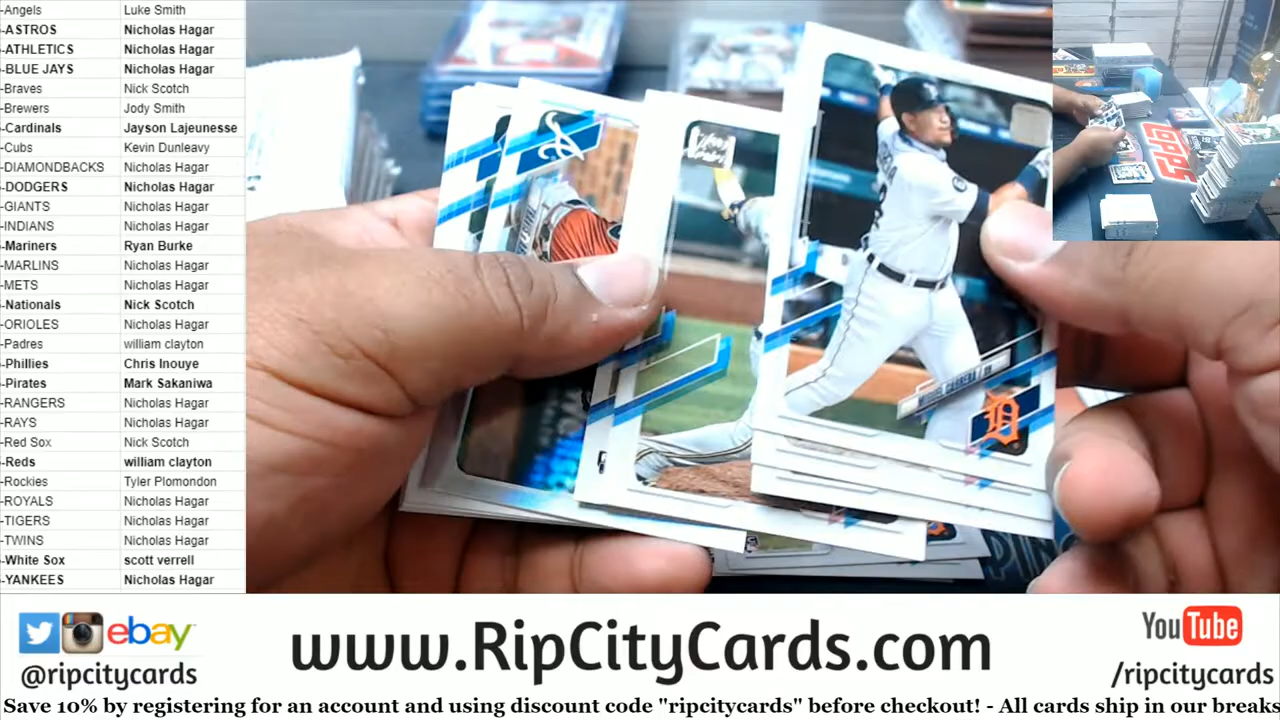 -Angels Luke Smith
-ASTROS Nicholas Hagar
-ATHLETICS Nicholas Hagar
-BLUE JAYS Nicholas Hagar
-Braves Nick Scotch
-Brewers Jody Smith
-Cardinals Jayson Lajeunesse
-Cubs Kevin Dunleavy
-DIAMONDBACKS Nicholas Hagar
-DODGERS Nicholas Hagar
-GIANTS Nicholas Hagar
-INDIANS Nicholas Hagar
-Mariners Ryan Burke
-MARLINS Nicholas Hagar
-METS Nicholas Hagar
-Nationals Nick Scotch
-ORIOLES Nicholas Hagar
-Padres william clayton
-Phillies Chris Inouye
-Pirates Mark Sakaniwa
-RANGERS Nicholas Hagar
-RAYS Nicholas Hagar
-Red Sox Nick Scotch
-Reds william clayton
-Rockies Tyler Plomondon
-ROYALS Nicholas Hagar
-TIGERS Nicholas Hagar
-TWINS Nicholas Hagar
-White Sox scott verrell
-YANKEES Nicholas Hagar
MIGUEL CABRERA
D
TOPPS
ebay
@ripcitycards
www.RipCityCards.com
YouTube
/ripcitycards
Save 10% by registering for an account and using discount code "ripcitycards" before checkout! - All cards ship in our breaks